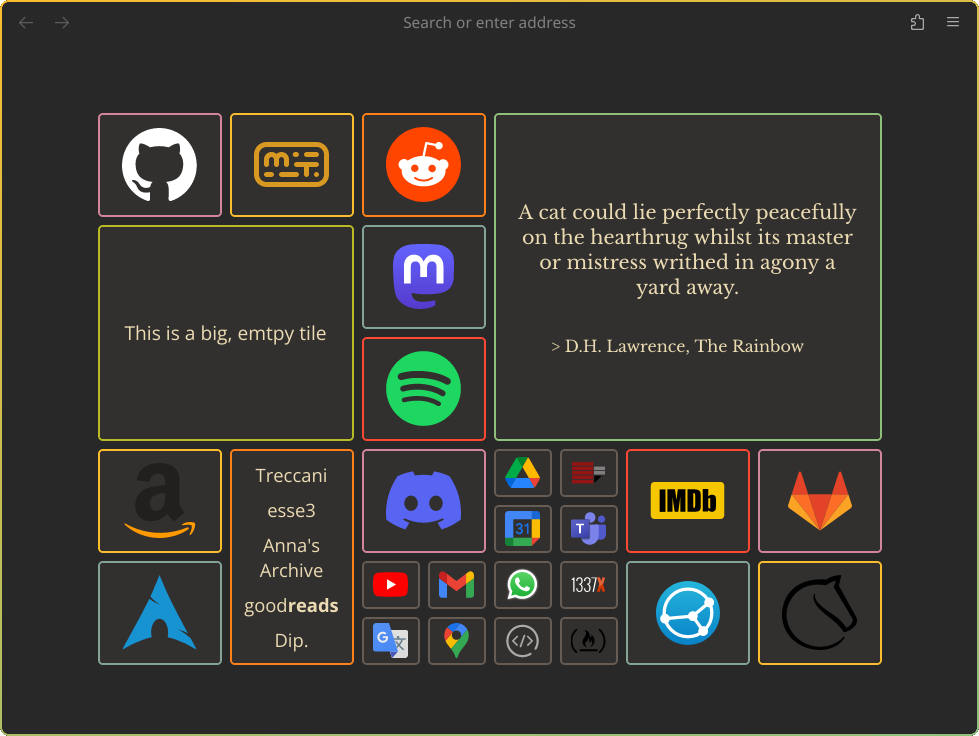 Search or enter address
A cat could lie perfectly peacefully
on the hearthrug whilst its master
or mistress writhed in agony a
yard away.
> D.H. Lawrence, The Rainbow
This is a big, emtpy tile
Treccani
esse3
Anna's
Archive
goodreads
Dip.
31
T
IMDb
1337X
G